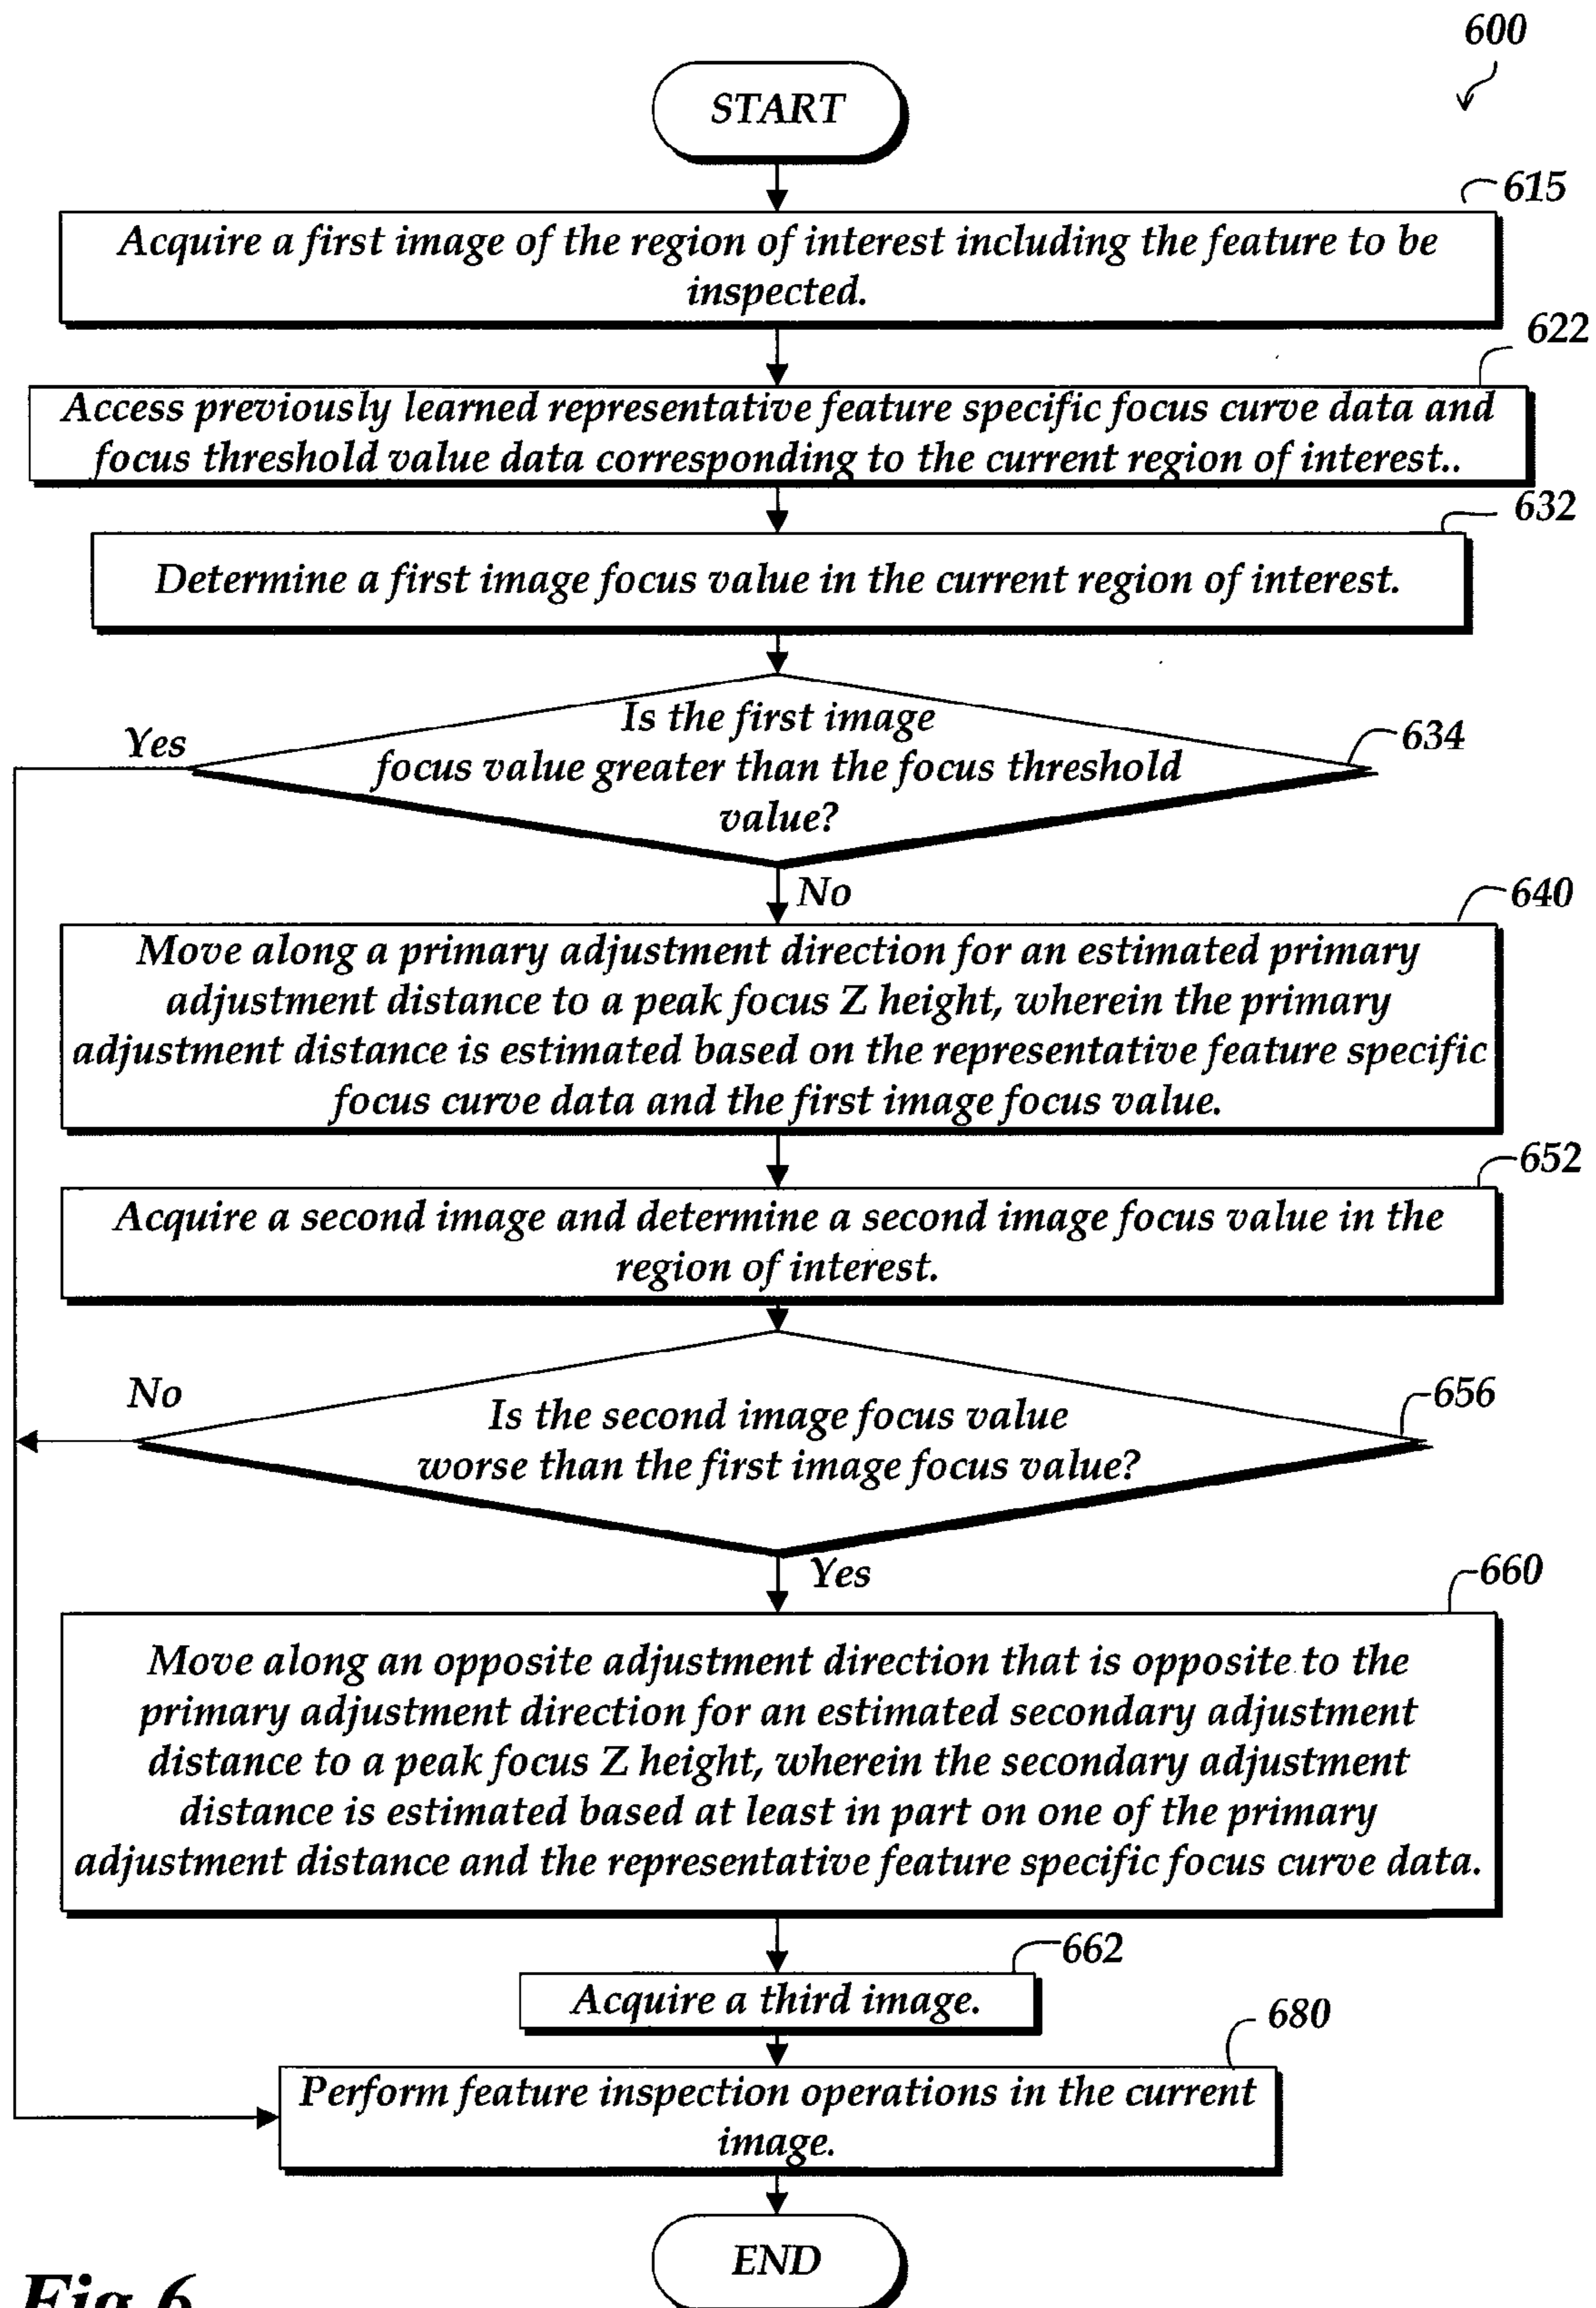 600
START
615
Acquire a first image of the region of interest including the feature to be
inspected.
622
Access previously learned representative feature specific focus curve data and
focus threshold value data corresponding to the current region of interest..
632
Determine a first image focus value in the current region of interest.
Yes
Is the first image
focus value greater than the focus threshold
value?
634
No
640
Move along a primary adjustment direction for an estimated primary
adjustment distance to a peak focus Z height, wherein the primary
adjustment distance is estimated based on the representative feature specific
focus curve data and the first image focus value.
652
Acquire a second image and determine a second image focus value in the
region of interest.
No
Is the second image focus value
worse than the first image focus value?
656
Yes
660
Move along an opposite adjustment direction that is opposite to the
primary adjustment direction for an estimated secondary adjustment
distance to a peak focus Z height, wherein the secondary adjustment
distance is estimated based at least in part on one of the primary
adjustment distance and the representative feature specific focus curve data.
662
Acquire a third image.
680
Perform feature inspection operations in the current
image.
END
Fig.6